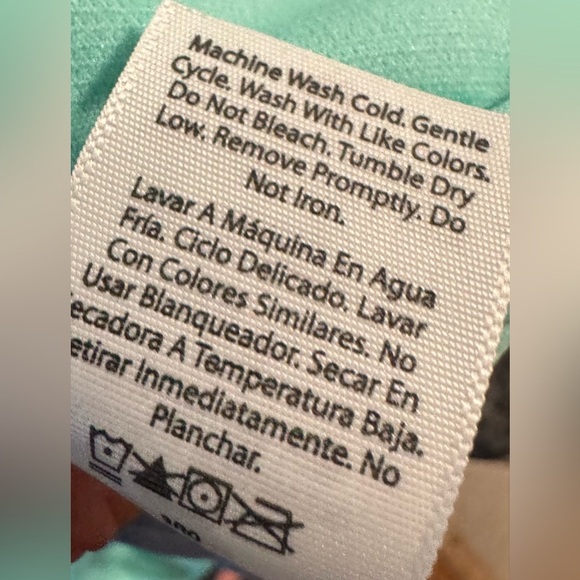 Machine Wash Cold. Gentle
Cycle. Wash With Like Colors.
Do Not Bleach. Tumble Dry
Low. Remove Promptly. Do
Not Iron.
Lavar A Máquina En Agua
Fría. Ciclo Delicado. Lavar
Con Colores Similares. No
Usar Blanqueador. Secar En
ecadora A Temperatura Baja.
etirar Inmediatamente. No
Planchar.